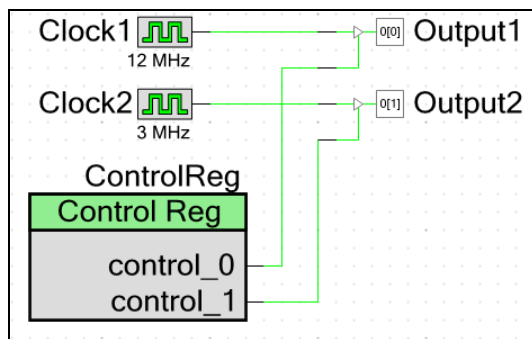 Clock1
12 MHz
0[0]
Output1
Clock2
3 MHz
0[1]
Output2
ControlReg
Control Reg
control_0
control_1